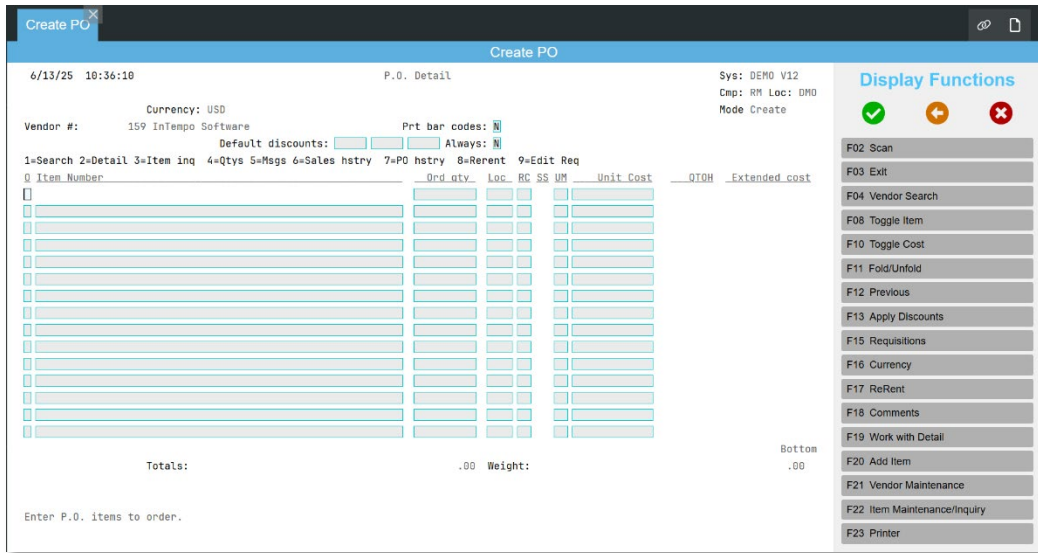 Create PO
Create PO
6/13/25 10:36:10 P.O. Detail Sys: DEMO V12
Cmp: RM Loc: DMO
Currency: USD Mode Create
Vendor #: 159 InTempo Software Prt bar codes: N
Default discounts: Always: N
1=Search 2=Detail 3=Item inq 4=Qtys 5=Msgs 6=Sales hstry 7=PO hstry 8=Rerent 9=Edit Req
O Item Number Ord qty Loc RC SS UM Unit Cost QTOH Extended cost
Bottom
Totals: .00 Weight: .00
Enter P.O. items to order.
Display Functions
F02 Scan
F03 Exit
F04 Vendor Search
F08 Toggle Item
F10 Toggle Cost
F11 Fold/Unfold
F12 Previous
F13 Apply Discounts
F15 Requisitions
F16 Currency
F17 ReRent
F18 Comments
F19 Work with Detail
F20 Add Item
F21 Vendor Maintenance
F22 Item Maintenance/Inquiry
F23 Printer